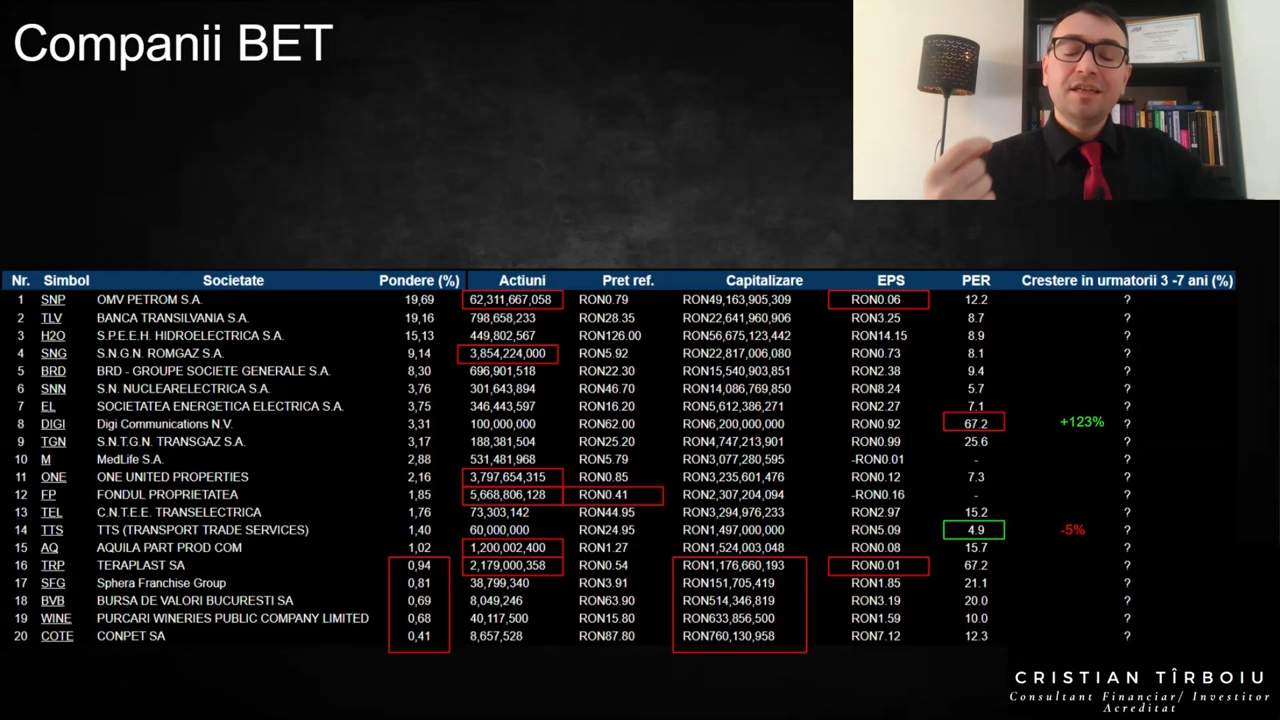 Companii BET
Nr. Simbol Societate Pondere (%) Actiuni Pret ref. Capitalizare EPS PER Crestere in urmatorii 3 -7 ani (%)
1 SNP OMV PETROM S.A. 19,69 62,311,667,058 RON0.79 RON49,163,905,309 RON0.06 12.2 ?
2 TLV BANCA TRANSILVANIA S.A. 19,16 798,658,233 RON28.35 RON22,641,960,906 RON3.25 8.7 ?
3 H2O S.P.E.E.H. HIDROELECTRICA S.A. 15,13 449,802,567 RON126.00 RON56,675,123,442 RON14.15 8.9 ?
4 SNG S.N.G.N. ROMGAZ S.A. 9,14 3,854,224,000 RON5.92 RON22,817,006,080 RON0.73 8.1 ?
5 BRD BRD - GROUPE SOCIETE GENERALE S.A. 8,30 696,901,518 RON22.30 RON15,540,903,851 RON2.38 9.4 ?
6 SNN S.N. NUCLEARELECTRICA S.A. 3,76 301,643,894 RON46.70 RON14,086,769,850 RON8.24 5.7 ?
7 EL SOCIETATEA ENERGETICA ELECTRICA S.A. 3,75 346,443,597 RON16.20 RON5,612,386,271 RON2.27 7.1 ?
8 DIGI Digi Communications N.V. 3,31 100,000,000 RON62.00 RON6,200,000,000 RON0.92 67.2 +123% ?
9 TGN S.N.T.G.N. TRANSGAZ S.A. 3,17 188,381,504 RON25.20 RON4,747,213,901 RON0.99 25.6 ?
10 M MedLife S.A. 2,88 531,481,968 RON5.79 RON3,077,280,595 -RON0.01 - ?
11 ONE ONE UNITED PROPERTIES 2,16 3,797,654,315 RON0.85 RON3,235,601,476 RON0.12 7.3 ?
12 FP FONDUL PROPRIETATEA 1,85 5,668,806,128 RON0.41 RON2,307,204,094 -RON0.16 - ?
13 TEL C.N.T.E.E. TRANSELECTRICA 1,76 73,303,142 RON44.95 RON3,294,976,233 RON2.97 15.2 ?
14 TTS TTS (TRANSPORT TRADE SERVICES) 1,40 60,000,000 RON24.95 RON1,497,000,000 RON5.09 4.9 -5% ?
15 AQ AQUILA PART PROD COM 1,02 1,200,002,400 RON1.27 RON1,524,003,048 RON0.08 15.7 ?
16 TRP TERAPLAST SA 0,94 2,179,000,358 RON0.54 RON1,176,660,193 RON0.01 67.2 ?
17 SFG Sphera Franchise Group 0,81 38,799,340 RON3.91 RON151,705,419 RON1.85 21.1 ?
18 BVB BURSA DE VALORI BUCURESTI SA 0,69 8,049,246 RON63.90 RON514,346,819 RON3.19 20.0 ?
19 WINE PURCARI WINERIES PUBLIC COMPANY LIMITED 0,68 40,117,500 RON15.80 RON633,856,500 RON1.59 10.0 ?
20 COTE CONPET SA 0,41 8,657,528 RON87.80 RON760,130,958 RON7.12 12.3 ?
CRISTIAN TÎRBOIU
Consultant Financiar/ Investitor
Acreditat